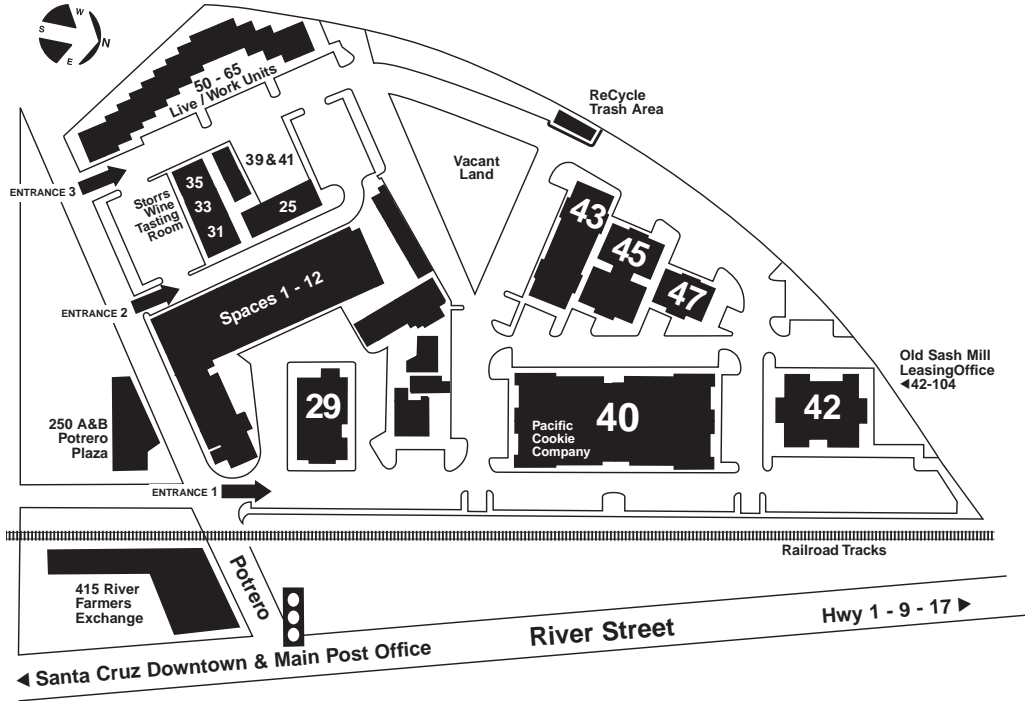 W
S
N
E
50 - 65
Live / Work Units
ReCycle
Trash Area
39 & 41
Vacant
Land
ENTRANCE 3
Storrs
Wine
Tasting
Room
35
33
31
25
43
45
47
ENTRANCE 2
Spaces 1 - 12
Old Sash Mill
LeasingOffice
42-104
250 A&B
Potrero
Plaza
29
Pacific
Cookie
Company
40
42
ENTRANCE 1
Railroad Tracks
415 River
Farmers
Exchange
Potrero
River Street
Hwy 1 - 9 - 17
Santa Cruz Downtown & Main Post Office